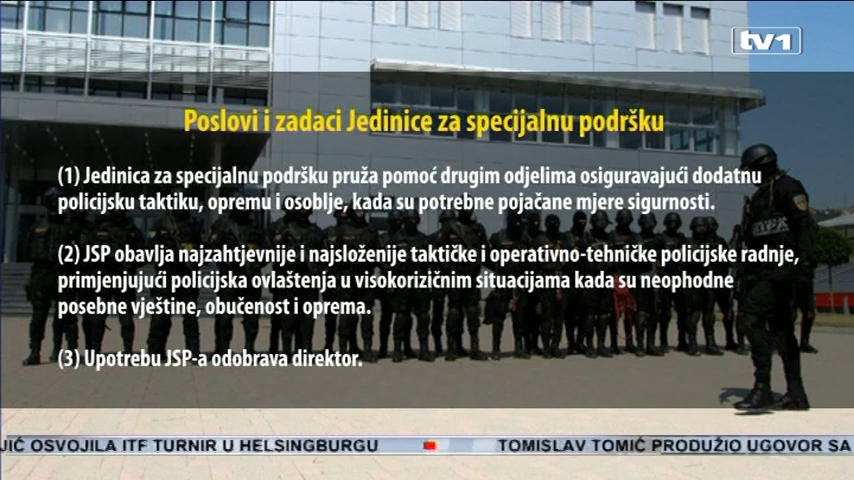 tv1
Poslovi i zadaci Jedinice za specijalnu podršku
(1) Jedinica za specijalnu podršku pruža pomoć drugim odjelima osiguravajući dodatnu
policijsku taktiku, opremu i osoblje, kada su potrebne pojačane mjere sigurnosti.
(2) JSP obavlja najzahtjevnije i najsloženije taktičke i operativno-tehničke policijske radnje,
primjenjujući policijska ovlaštenja u visokorizičnim situacijama kada su neophodne
posebne vještine, obučenost i oprema.
(3) Upotrebu JSP-a odobrava direktor.
JIĆ OSVOJILA ITF TURNIR U HELSINGBURGU TOMISLAV TOMIĆ PRODUŽIO UGOVOR SA